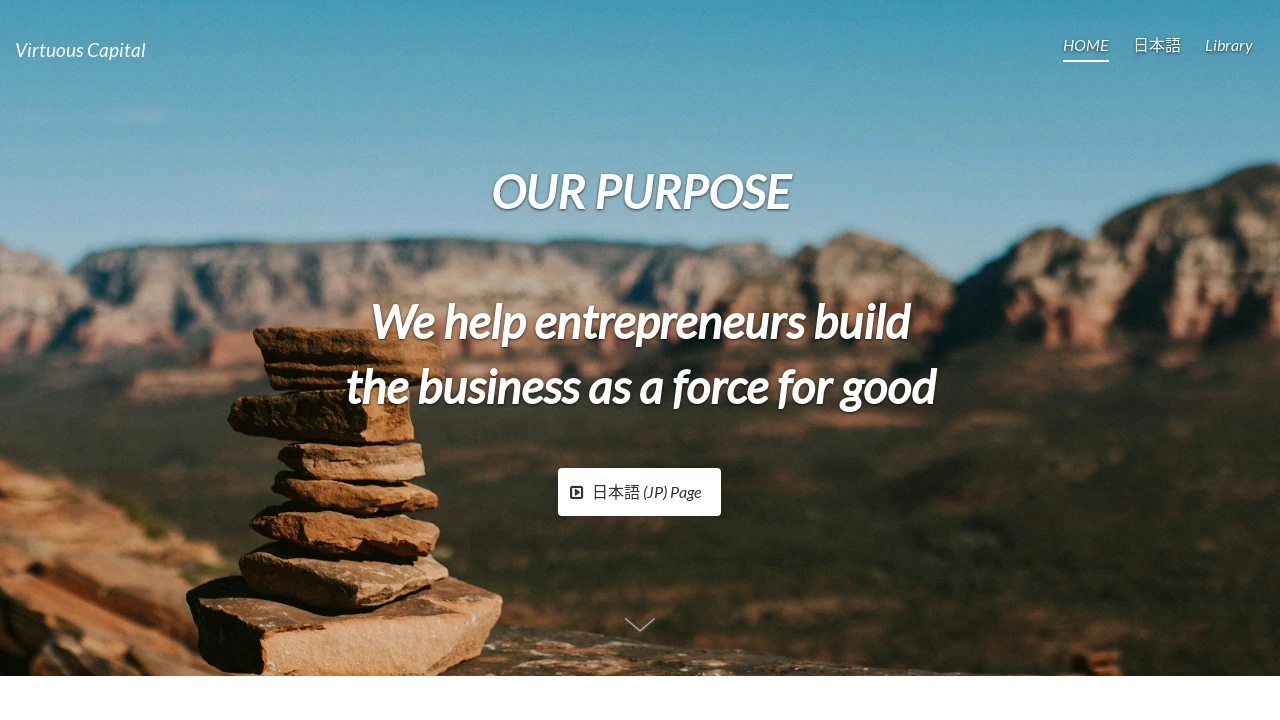 Virtuous Capital
HOME 日本語 Library
OUR PURPOSE
We help entrepreneurs build
the business as a force for good
日本語 (JP) Page